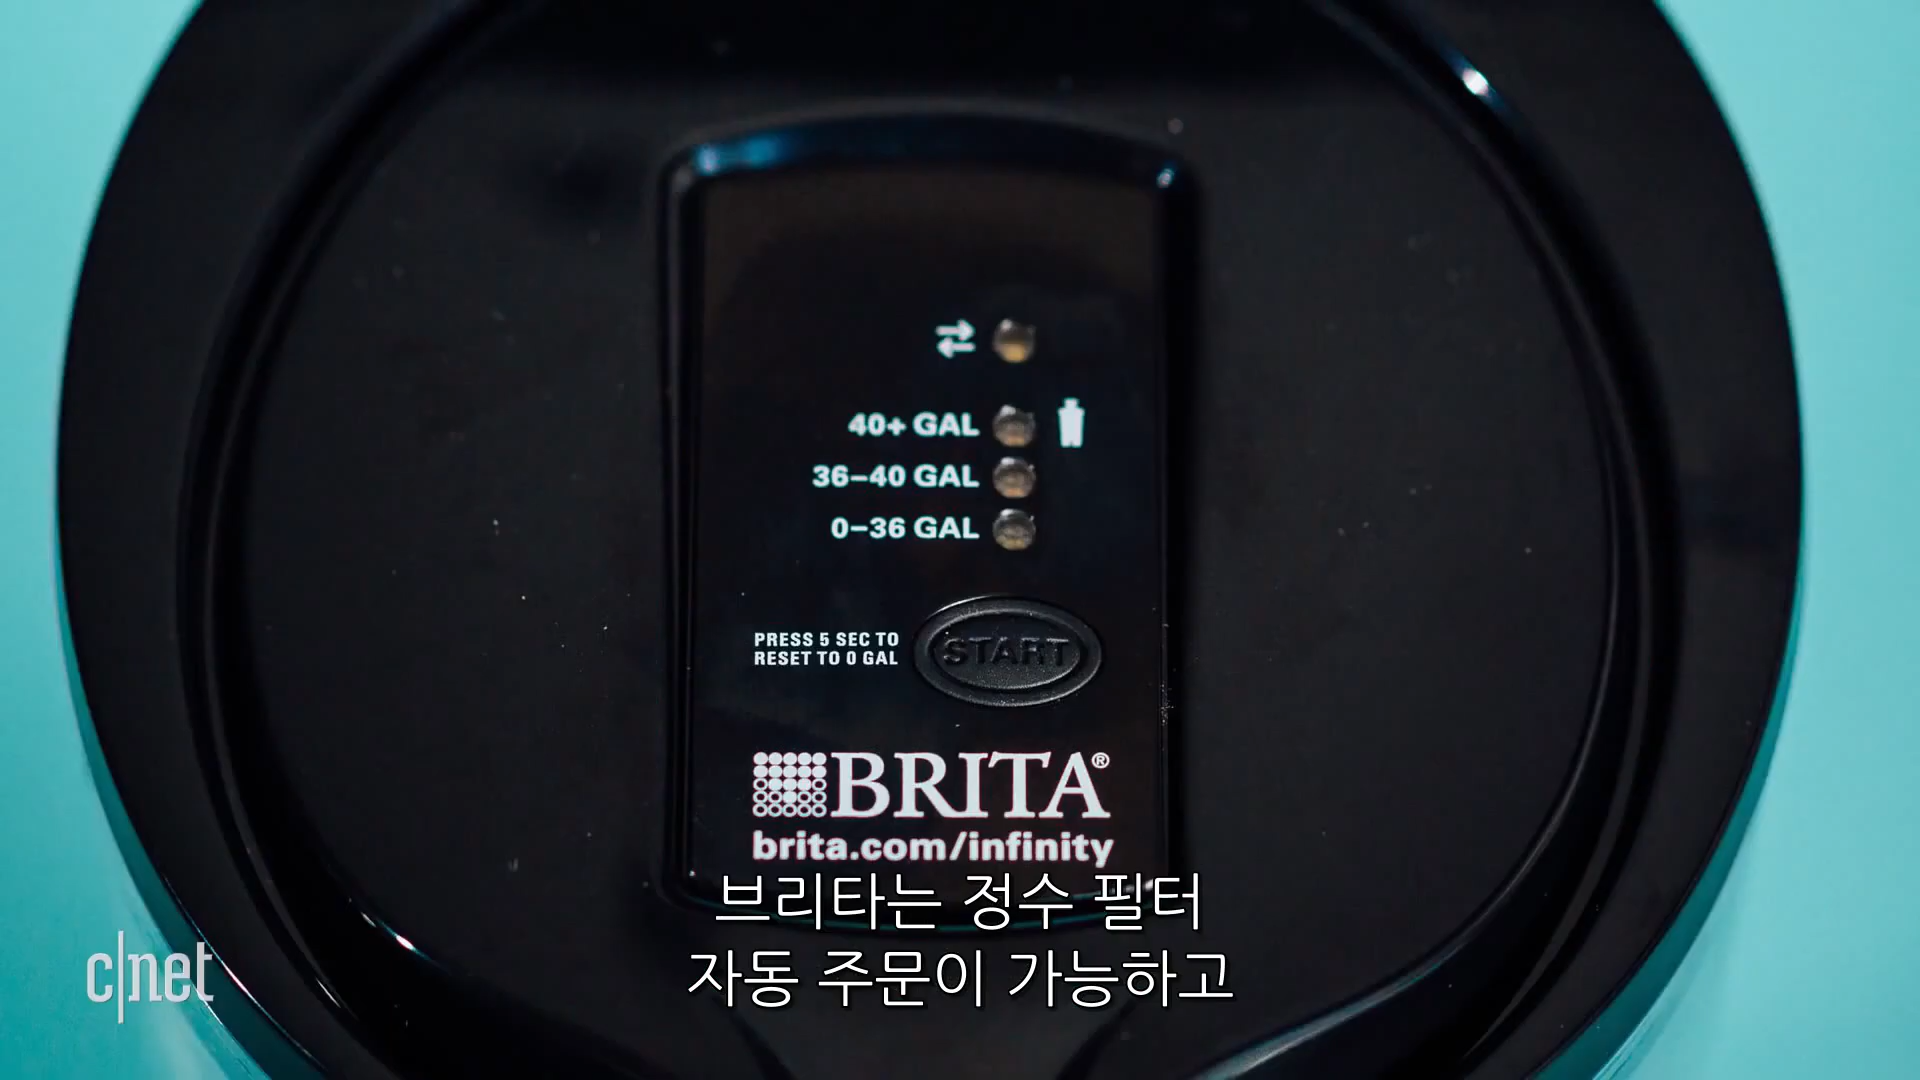 40+ GAL
36–40 GAL
0–36 GAL
PRESS 5 SEC TO
RESET TO 0 GAL
START
BRITA®
brita.com/infinity
브리타는 정수 필터
자동 주문이 가능하고
c|net